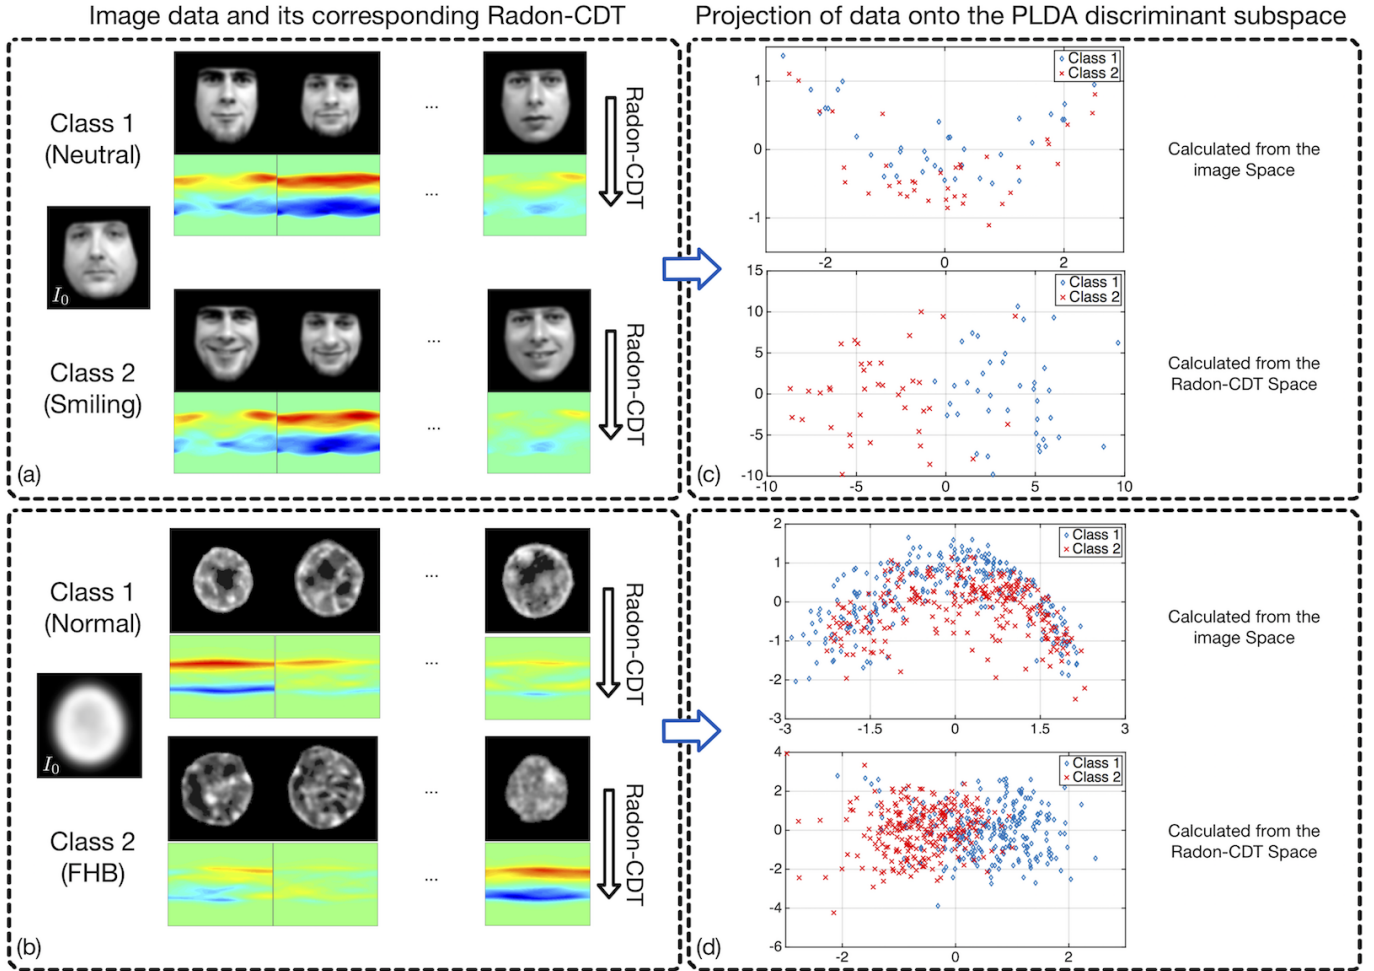 Image data and its corresponding Radon-CDT
Projection of data onto the PLDA discriminant subspace
Class 1
(Neutral)
...
...
Radon-CDT
I0
Class 2
(Smiling)
...
...
Radon-CDT
(a)
Class 1
Class 2
1
0
-1
-2
0
2
Calculated from the
image Space
Class 1
Class 2
15
10
5
0
-5
-10
-10
-5
0
5
10
Calculated from the
Radon-CDT Space
(c)
Class 1
(Normal)
...
...
Radon-CDT
I0
Class 2
(FHB)
...
...
Radon-CDT
(b)
Class 1
Class 2
2
1
0
-1
-2
-3
-3
-1.5
0
1.5
3
Calculated from the
image Space
Class 1
Class 2
4
2
0
-2
-4
-6
-2
0
2
Calculated from the
Radon-CDT Space
(d)